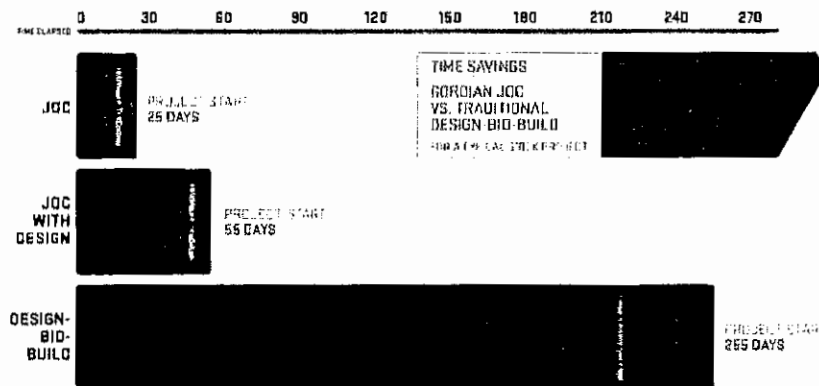 0 30 60 90 120 150 180 210 240 270
TIME ELAPSED
TIME SAVINGS
GORDIAN JOC
VS. TRADITIONAL
DESIGN-BID-BUILD
JOC
PROJECT START
25 DAYS
JOC
WITH
DESIGN
PROJECT START
55 DAYS
DESIGN-
BID-
BUILD
PROJECT START
255 DAYS